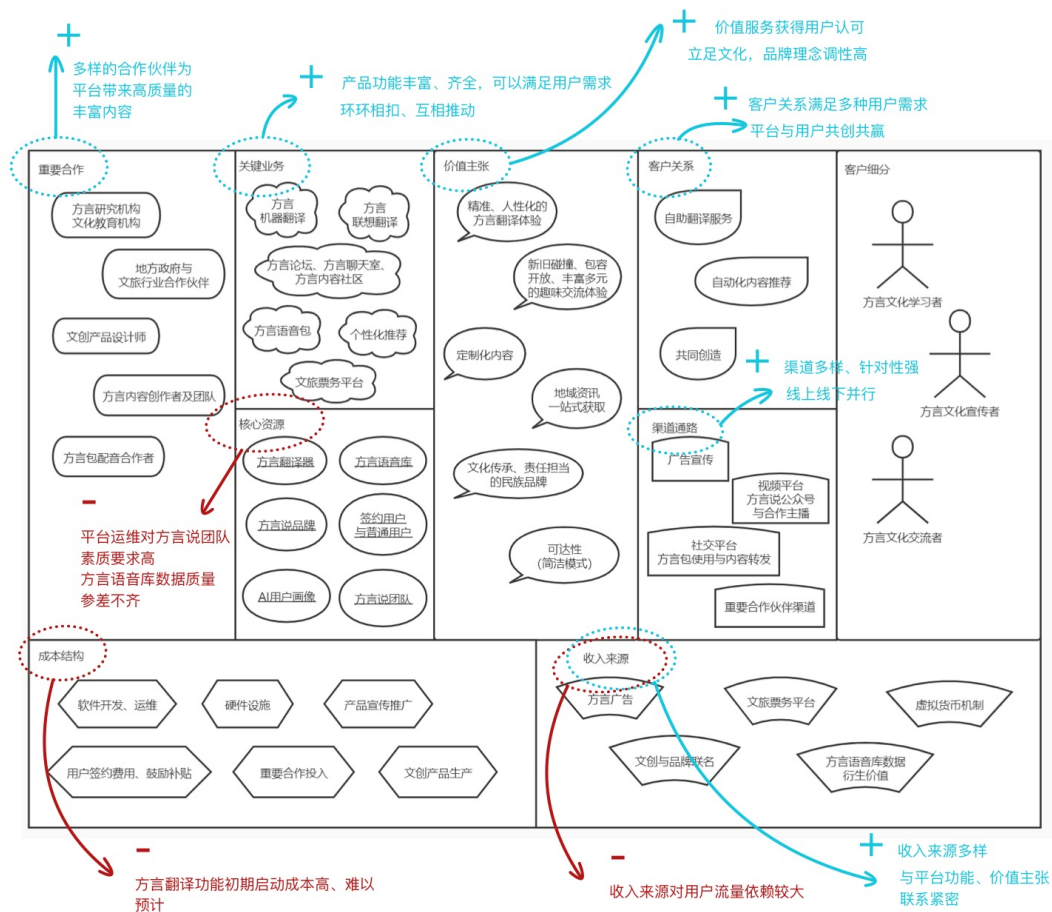 +
多样的合作伙伴为
平台带来高质量的
丰富内容
+
产品功能丰富、齐全，可以满足用户需求
环环相扣、互相推动
+
价值服务获得用户认可
立足文化，品牌理念调性高
+
客户关系满足多种用户需求
平台与用户共创共赢
重要合作
方言研究机构
文化教育机构
地方政府与
文旅行业合作伙伴
文创产品设计师
方言内容创作者及团队
方言包配音合作者
-
平台运维对方言说团队
素质要求高
方言语音库数据质量
参差不齐
关键业务
方言
机器翻译
方言
联想翻译
方言论坛、方言聊天室、
方言内容社区
方言语音包
个性化推荐
文旅票务平台
核心资源
方言翻译器
方言语音库
方言说品牌
签约用户
与普通用户
AI用户画像
方言说团队
价值主张
精准、人性化的
方言翻译体验
新旧碰撞、包容
开放、丰富多元
的趣味交流体验
定制化内容
地域资讯
一站式获取
文化传承、责任担当
的民族品牌
可达性
(简洁模式)
客户关系
自助翻译服务
自动化内容推荐
共同创造
+
渠道多样、针对性强
线上线下并行
渠道通路
广告宣传
视频平台
方言说公众号
与合作主播
社交平台
方言包使用与内容转发
重要合作伙伴渠道
客户细分
方言文化学习者
方言文化宣传者
方言文化交流者
成本结构
软件开发、运维
硬件设施
产品宣传推广
用户签约费用、鼓励补贴
重要合作投入
文创产品生产
-
方言翻译功能初期启动成本高、难以
预计
收入来源
方言广告
文旅票务平台
虚拟货币机制
文创与品牌联名
方言语音库数据
衍生价值
-
收入来源对用户流量依赖较大
+
收入来源多样
与平台功能、价值主张
联系紧密